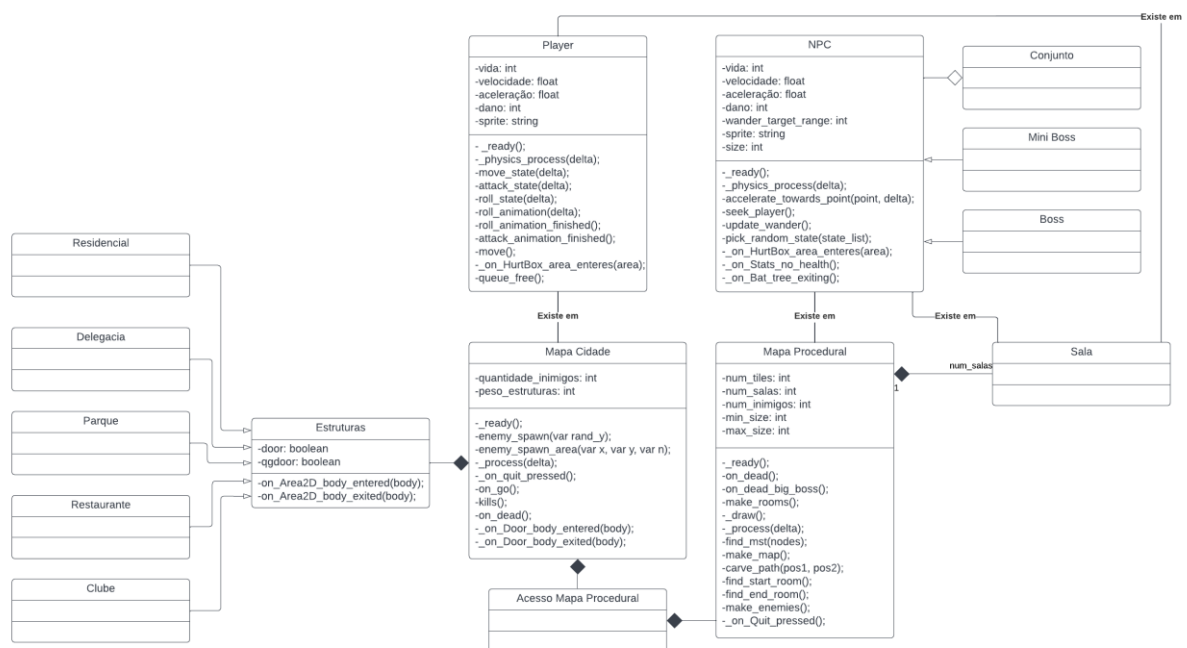 Existe em
Player
-vida: int
-velocidade: float
-aceleração: float
-dano: int
-sprite: string
- _ready();
-_physics_process(delta);
-move_state(delta);
-attack_state(delta);
-roll_state(delta);
-roll_animation(delta);
-roll_animation_finished();
-attack_animation_finished();
-move();
-_on_HurtBox_area_enteres(area);
-queue_free();
NPC
-vida: int
-velocidade: float
-aceleração: float
-dano: int
-wander_target_range: int
-sprite: string
-size: int
-_ready();
-_physics_process(delta);
-accelerate_towards_point(point, delta);
-seek_player();
-update_wander();
-pick_random_state(state_list);
-_on_HurtBox_area_enteres(area);
-_on_Stats_no_health();
-_on_Bat_tree_exiting();
Conjunto
Mini Boss
Boss
Residencial
Delegacia
Parque
Restaurante
Clube
Estruturas
-door: boolean
-qgdoor: boolean
-on_Area2D_body_entered(body);
-on_Area2D_body_exited(body);
Existe em
Existe em
Existe em
Mapa Cidade
-quantidade_inimigos: int
-peso_estruturas: int
-_ready();
-enemy_spawn(var rand_y);
-enemy_spawn_area(var x, var y, var n);
-_process(delta);
-_on_quit_pressed();
-on_go();
-kills();
-on_dead();
-_on_Door_body_entered(body);
-_on_Door_body_exited(body);
Mapa Procedural
-num_tiles: int
-num_salas: int
-num_inimigos: int
-min_size: int
-max_size: int
-_ready();
-on_dead();
-on_dead_big_boss();
-make_rooms();
-_draw();
-_process(delta);
-find_mst(nodes);
-make_map();
-carve_path(pos1, pos2);
-find_start_room();
-find_end_room();
-make_enemies();
-_on_Quit_pressed();
Sala
num_salas
1
Acesso Mapa Procedural